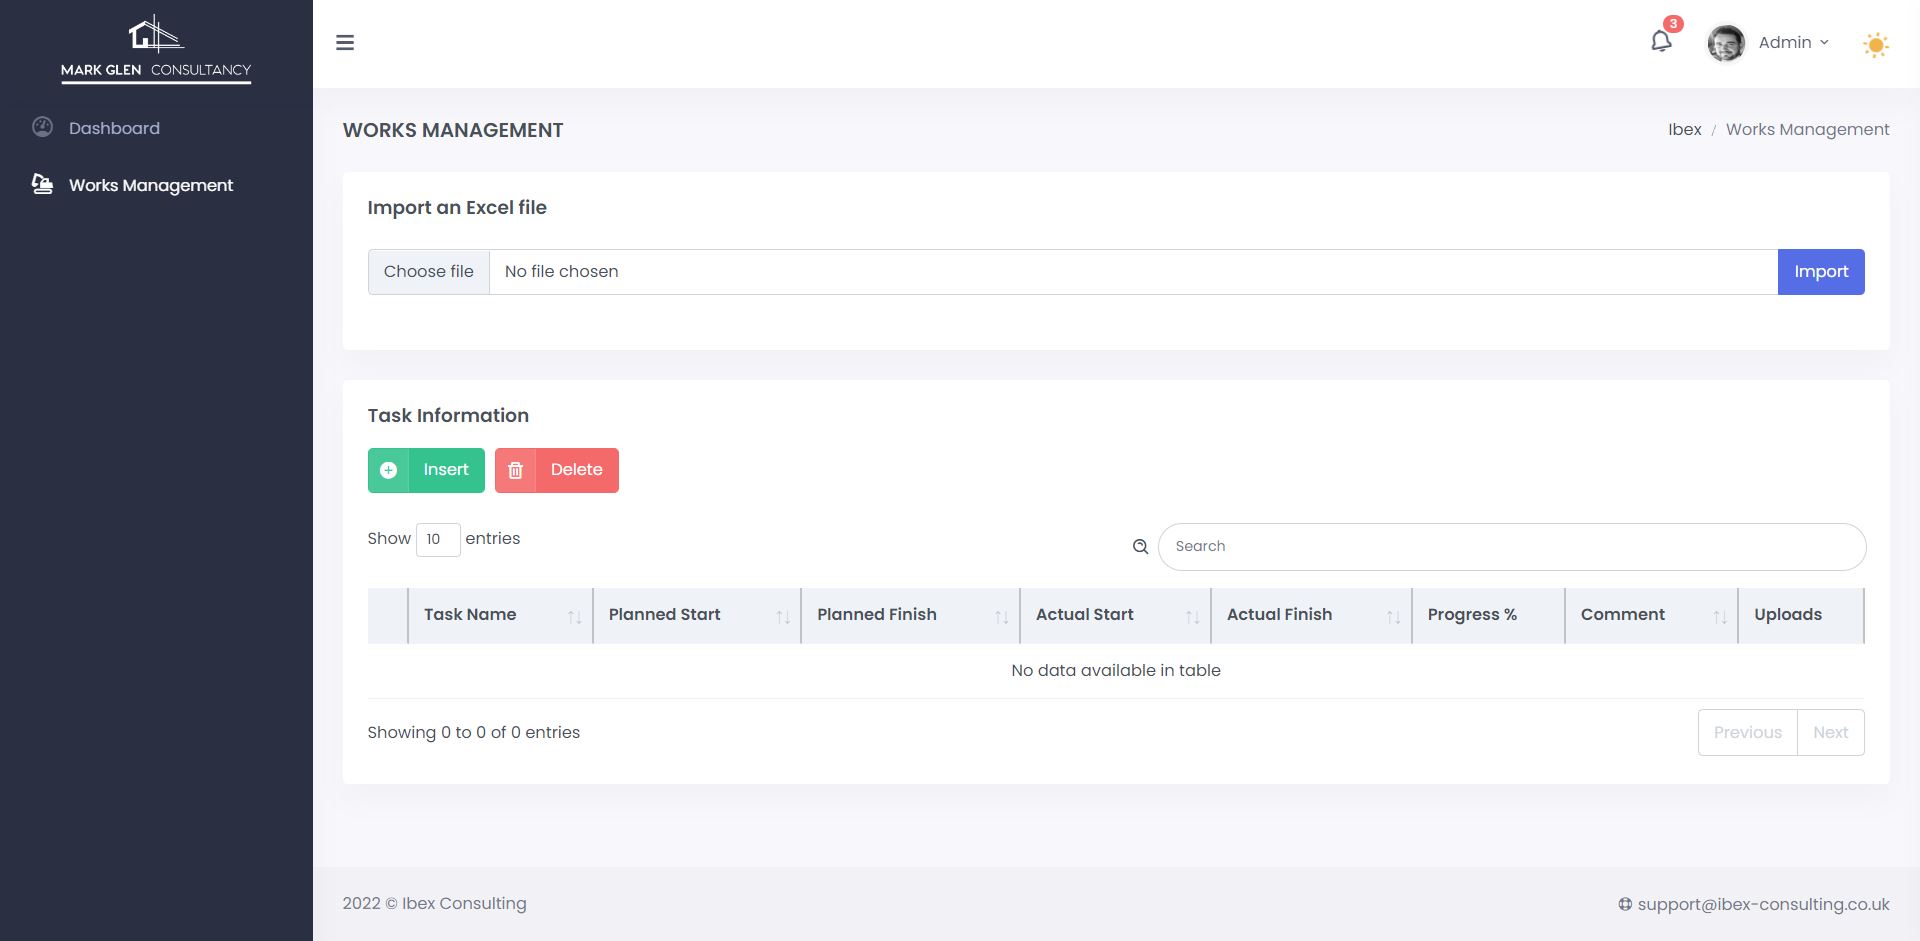 MARK GLEN CONSULTANCY
Dashboard
Works Management
3
Admin
WORKS MANAGEMENT
Ibex / Works Management
Import an Excel file
Choose file No file chosen Import
Task Information
Insert Delete
Show 10 entries
Search
Task Name Planned Start Planned Finish Actual Start Actual Finish Progress % Comment Uploads
No data available in table
Showing 0 to 0 of 0 entries
Previous Next
2022 © Ibex Consulting
support@ibex-consulting.co.uk